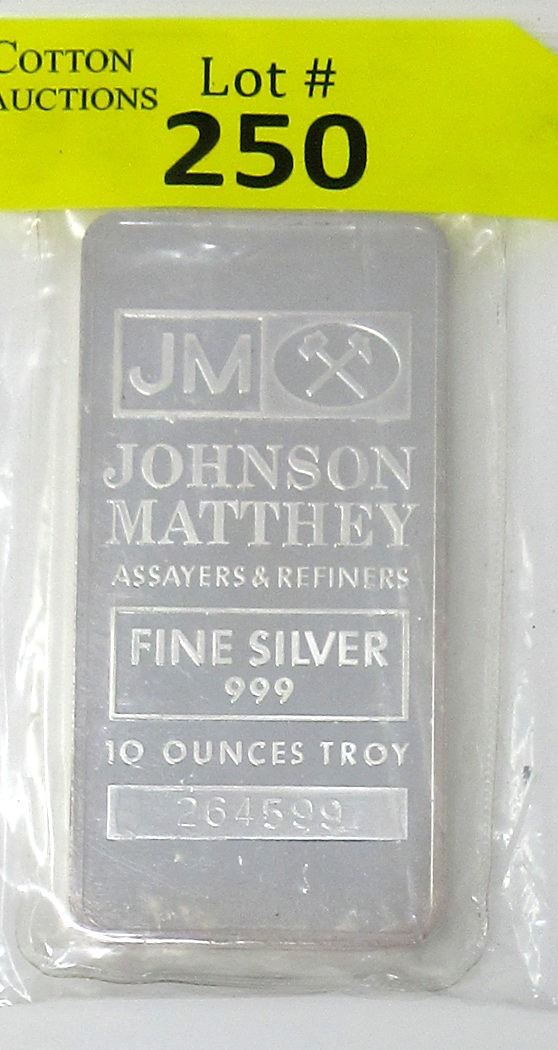 COTTON
AUCTIONS
Lot #
250
JM
JOHNSON
MATTHEY
ASSAYERS & REFINERS
FINE SILVER
999
10 OUNCES TROY
264599